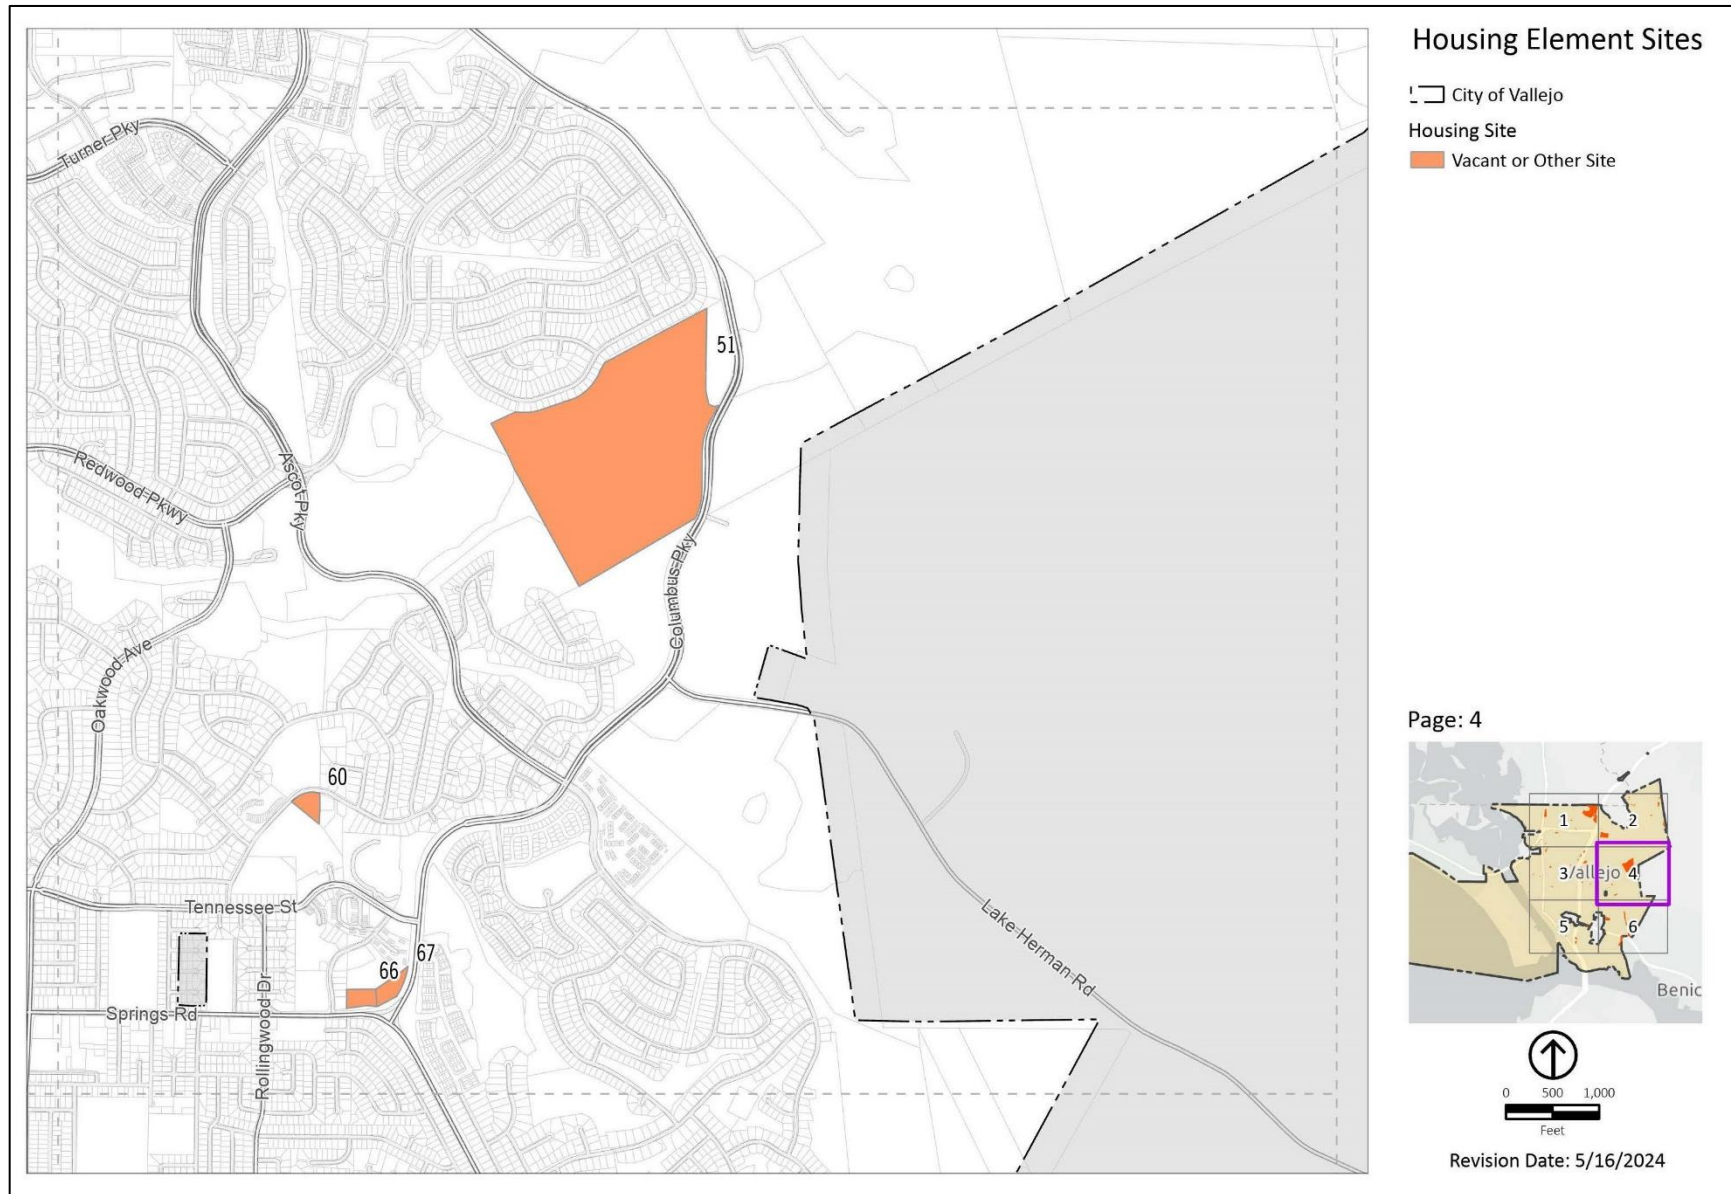 Housing Element Sites
City of Vallejo
Housing Site
Vacant or Other Site
Turner Pky
51
Redwood Pkwy
Ascot Pky
Columbus Pky
Oakwood Ave
60
Tennessee St
67
66
Springs Rd
Rollingwood Dr
Lake Herman Rd
Page: 4
1
2
3
Vallejo
4
5
6
Benic
0 500 1,000
Feet
Revision Date: 5/16/2024